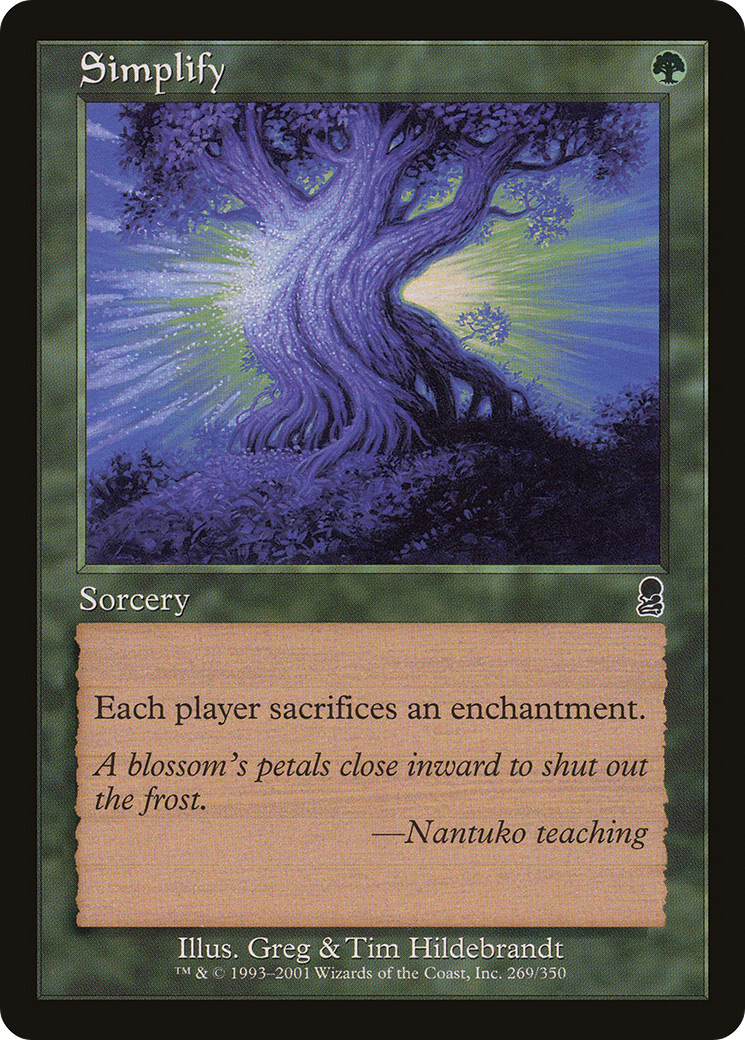 Simplify
Sorcery
Each player sacrifices an enchantment.
A blossom's petals close inward to shut out
the frost.
—Nantuko teaching
Illus. Greg & Tim Hildebrandt
™ & © 1993–2001 Wizards of the Coast, Inc. 269/350